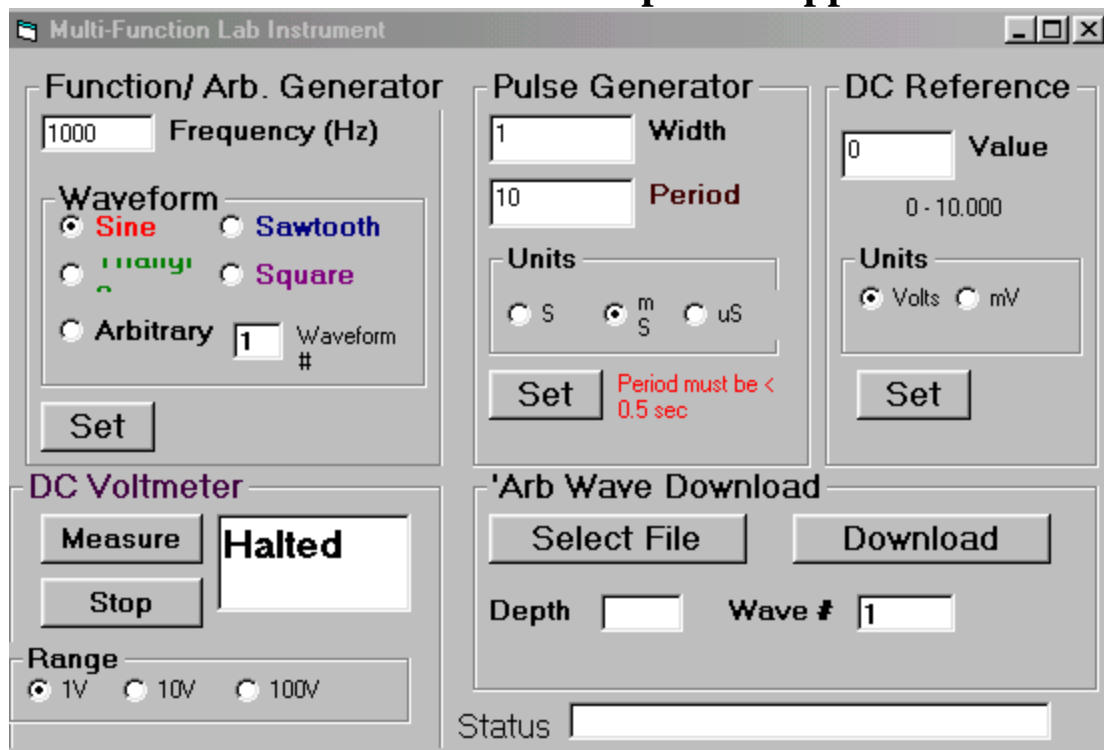 Multi-Function Lab Instrument
Function/ Arb. Generator
1000 Frequency (Hz)
Waveform
Sine Sawtooth
Square
Arbitrary 1 Waveform
#
Set
Pulse Generator
1 Width
10 Period
Units
S m
S uS
Set Period must be <
0.5 sec
DC Reference
0 Value
0 - 10.000
Units
Volts mV
Set
DC Voltmeter
Measure Halted
Stop
Range
1V 10V 100V
'Arb Wave Download
Select File Download
Depth Wave # 1
Status